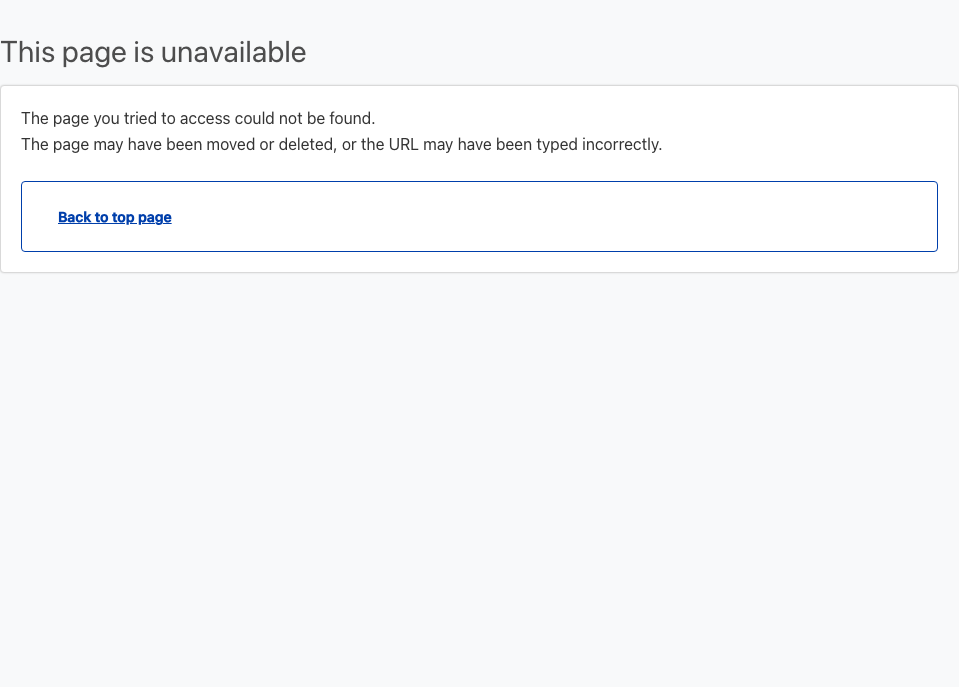 This page is unavailable
The page you tried to access could not be found.
The page may have been moved or deleted, or the URL may have been typed incorrectly.
Back to top page